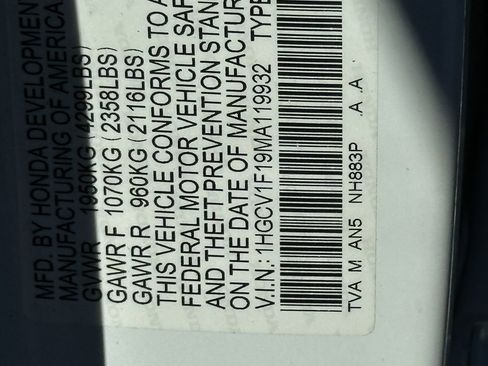 MFD. BY HONDA DEVELOPMENT
MANUFACTURING OF AMERICA
GVWR 1950KG (4299LBS)
GAWR F 1070KG (2358LBS)
GAWR R 960KG (2116LBS)
THIS VEHICLE CONFORMS TO A
FEDERAL MOTOR VEHICLE SAF
AND THEFT PREVENTION STAN
ON THE DATE OF MANUFACTUR
V.I.N.: 1HGCV1F19MA119932 TYPE
TVA M AN5 NH883P .A .A